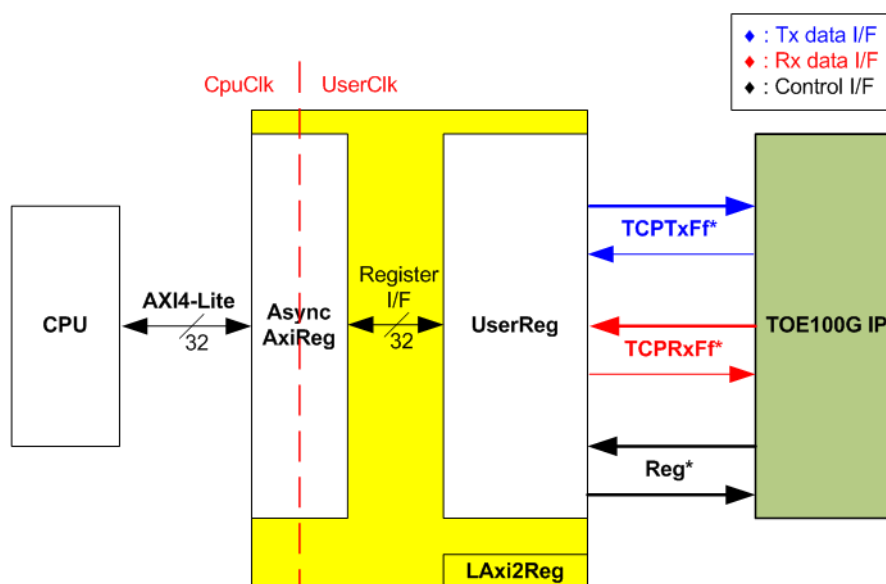 ♦ : Tx data I/F
♦ : Rx data I/F
♦ : Control I/F
CpuClk
UserClk
CPU
AXI4-Lite
32
Async
AxiReg
Register
I/F
32
UserReg
TCPTxFf*
TCPRxFf*
Reg*
TOE100G IP
LAxi2Reg